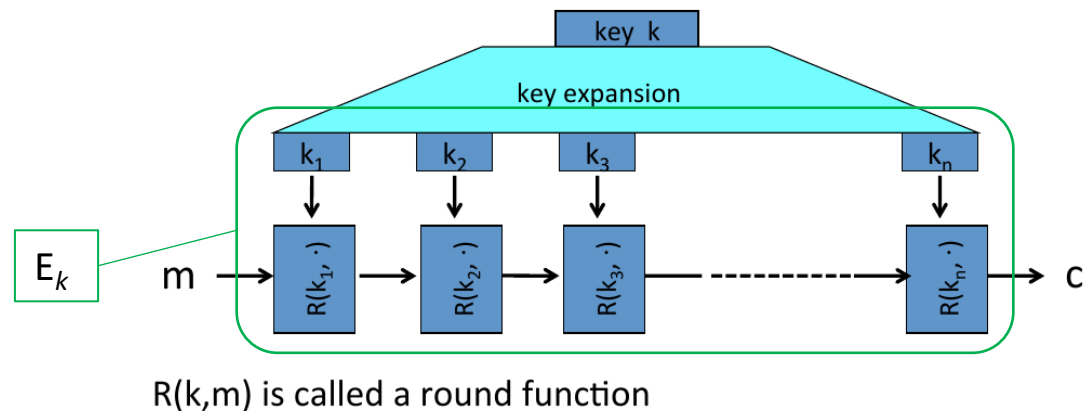 key k
key expansion
k₁ k₂ k₃ kₙ
Eₖ
m R(k₁, ·) R(k₂, ·) R(k₃, ·) R(kₙ, ·) c
R(k,m) is called a round function